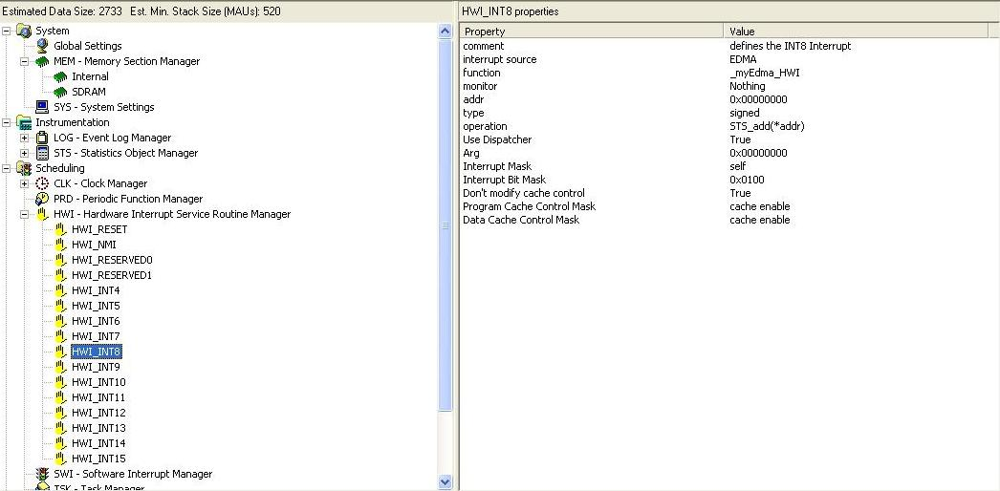 Estimated Data Size: 2733 Est. Min. Stack Size (MAUs): 520
System
Global Settings
MEM - Memory Section Manager
Internal
SDRAM
SYS - System Settings
Instrumentation
LOG - Event Log Manager
STS - Statistics Object Manager
Scheduling
CLK - Clock Manager
PRD - Periodic Function Manager
HWI - Hardware Interrupt Service Routine Manager
HWI_RESET
HWI_NMI
HWI_RESERVED0
HWI_RESERVED1
HWI_INT4
HWI_INT5
HWI_INT6
HWI_INT7
HWI_INT8
HWI_INT9
HWI_INT10
HWI_INT11
HWI_INT12
HWI_INT13
HWI_INT14
HWI_INT15
SWI - Software Interrupt Manager
TSK - Task Manager
HWI_INT8 properties
Property Value
comment defines the INT8 Interrupt
interrupt source EDMA
function _myEdma_HWI
monitor Nothing
addr 0x00000000
type signed
operation STS_add(*addr)
Use Dispatcher True
Arg 0x00000000
Interrupt Mask self
Interrupt Bit Mask 0x0100
Don't modify cache control True
Program Cache Control Mask cache enable
Data Cache Control Mask cache enable